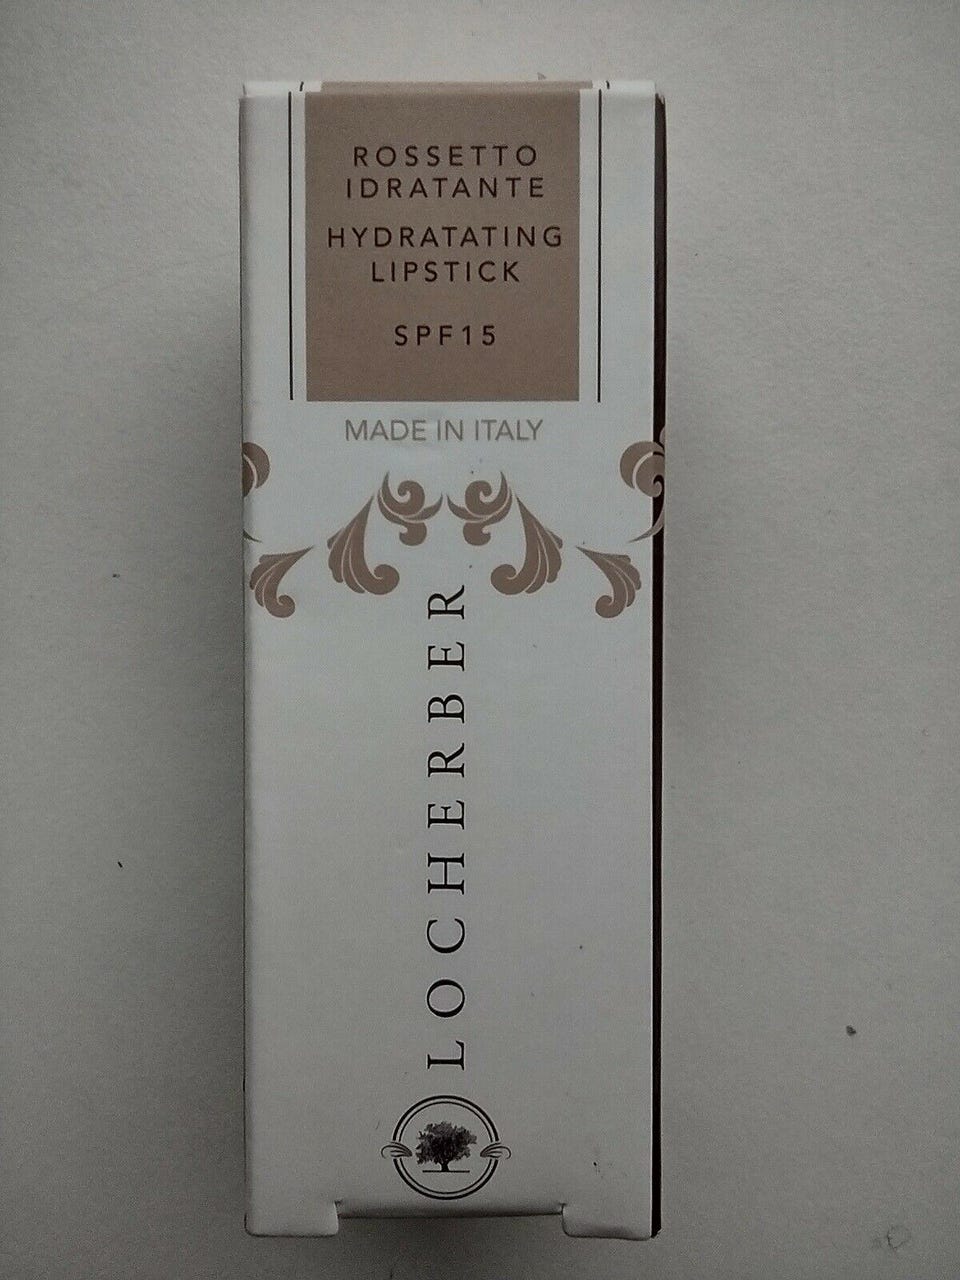 ROSSETTO
IDRATANTE
HYDRATATING
LIPSTICK
SPF15
MADE IN ITALY
LOCHERBER